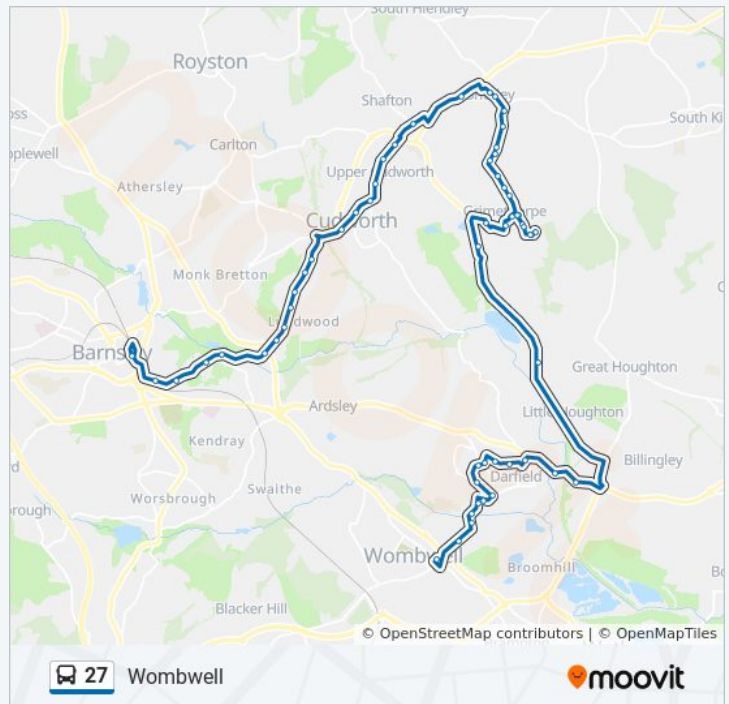 South Hiendley
Royston
Shafton
South Ki
Carlton
pplewell
Upper Cudworth
Athersley
Grimethorpe
Cudworth
Monk Bretton
Lundwood
Barnsley
Great Houghton
Ardsley
Little Houghton
Kendray
Billingley
Swaithe
Darfield
Worsbrough
orough
Wombwell
Broomhill
Blacker Hill
© OpenStreetMap contributors | © OpenMapTiles
27 Wombwell
moovit